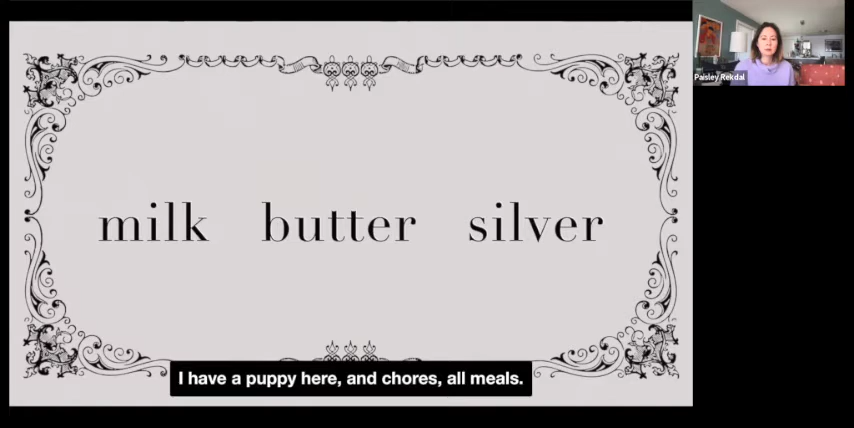 Paisley Rekdal
milk butter silver
I have a puppy here, and chores, all meals.